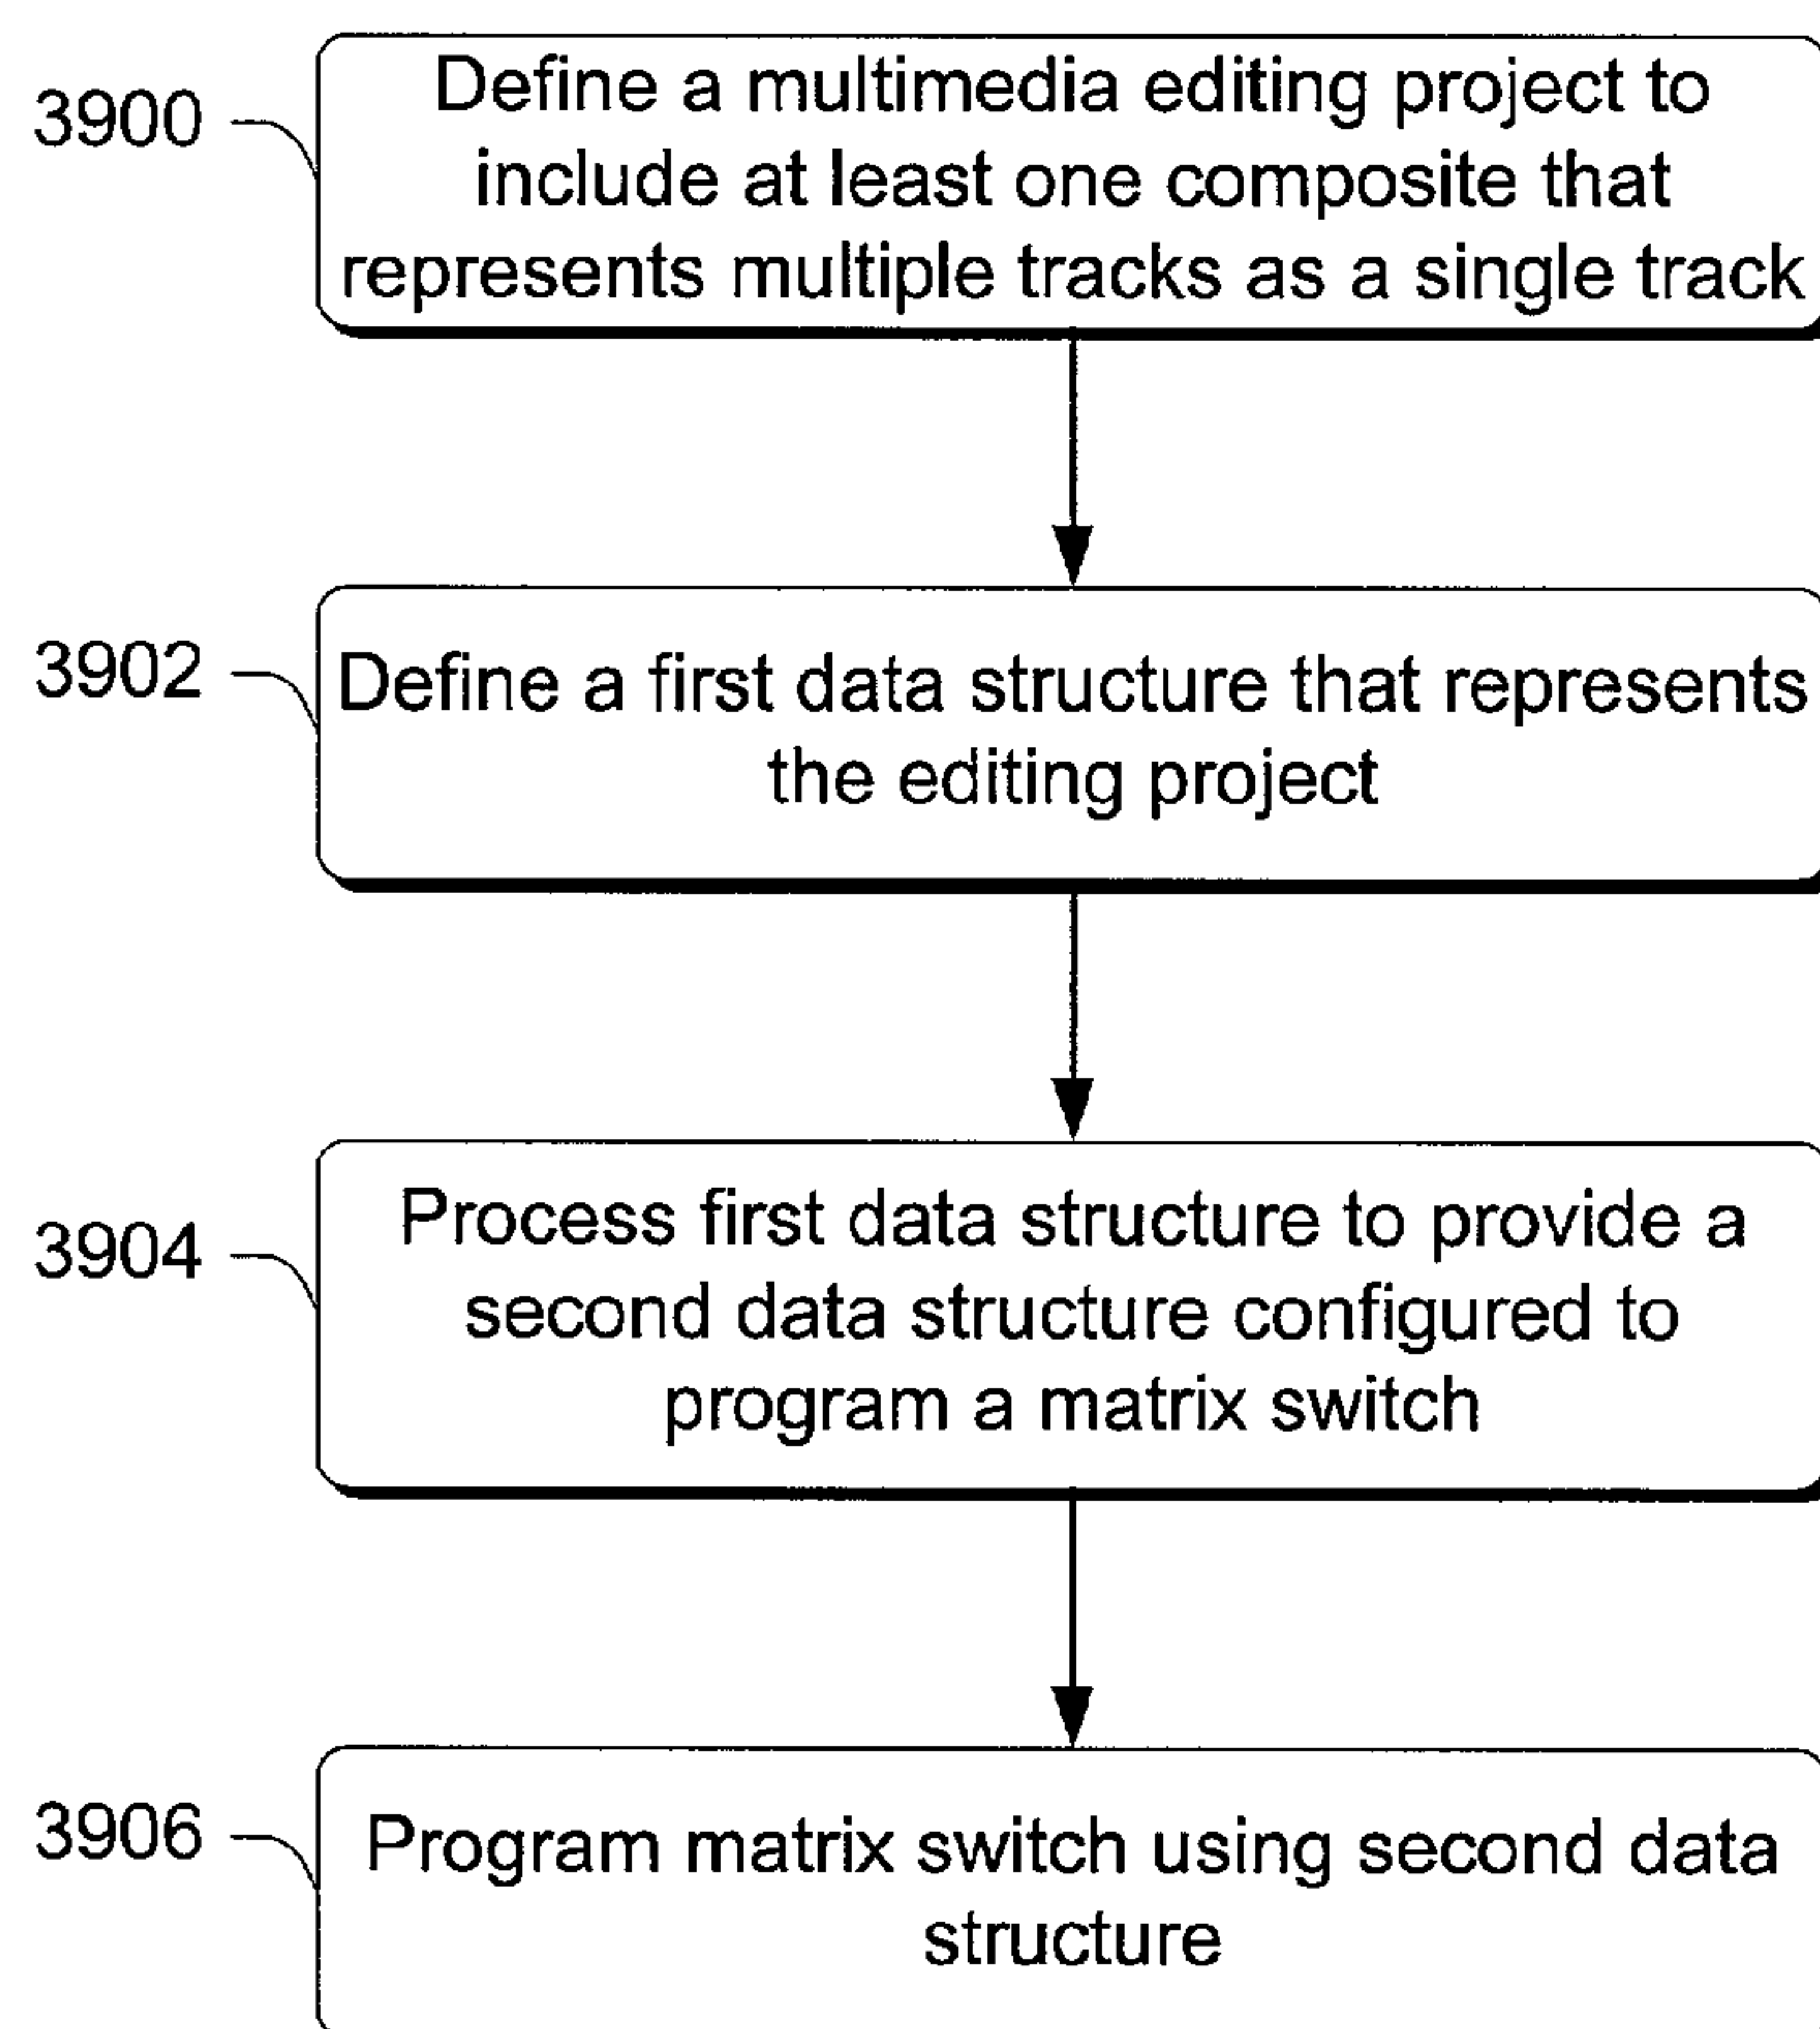 3900
Define a multimedia editing project to
include at least one composite that
represents multiple tracks as a single track
3902
Define a first data structure that represents
the editing project
3904
Process first data structure to provide a
second data structure configured to
program a matrix switch
3906
Program matrix switch using second data
structure